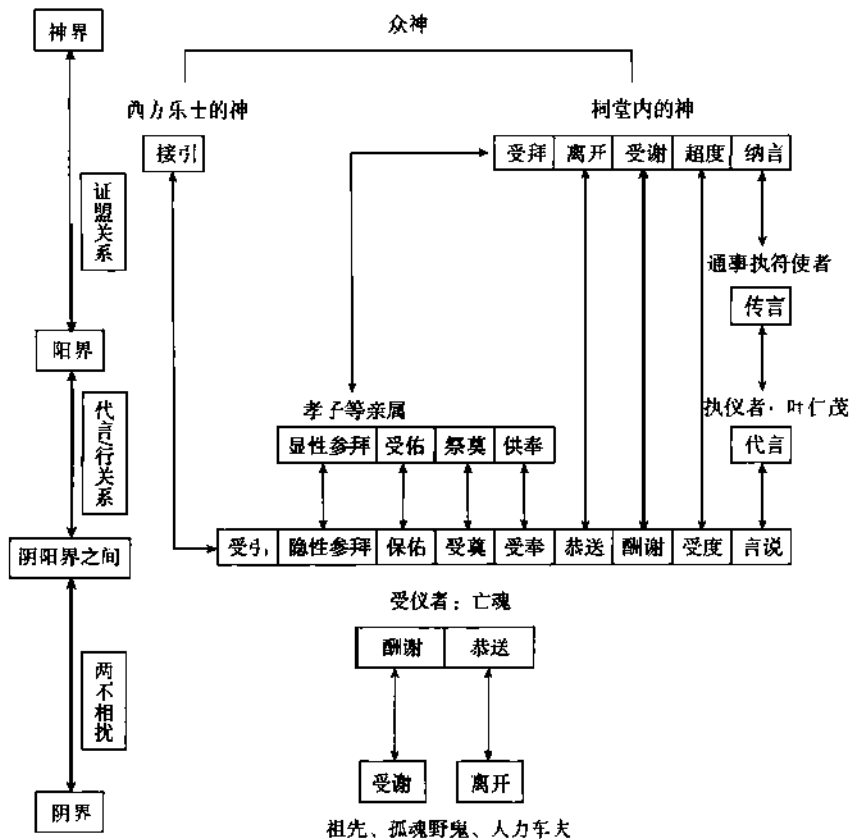 神界
众神
西方乐士的神
祠堂内的神
接引
受拜 离开 受谢 超度 纳言
证盟关系
通事执符使者
传言
阳界
孝子等亲属
执仪者·叶仁茂
显性参拜 受佑 祭奠 供奉
代言
代言/行关系
阴阳界之间
受引 隐性参拜 保佑 受奠 受奉 恭送 酬谢 受度 言说
受仪者：亡魂
酬谢 恭送
两不相扰
受谢 离开
阴界
祖先、孤魂野鬼、人力车夫